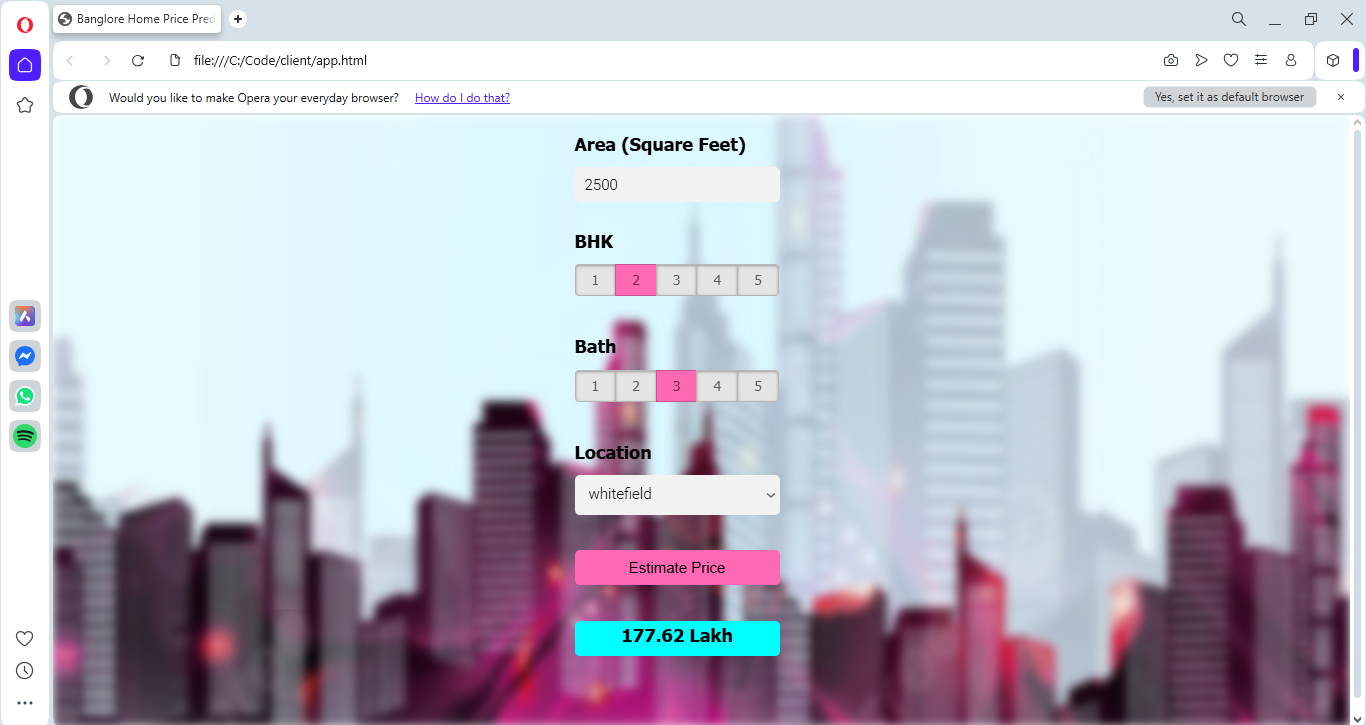 Banglore Home Price Pred
file:///C:/Code/client/app.html
Would you like to make Opera your everyday browser? How do I do that? Yes, set it as default browser
Area (Square Feet)
2500
BHK
1 2 3 4 5
Bath
1 2 3 4 5
Location
whitefield
Estimate Price
177.62 Lakh